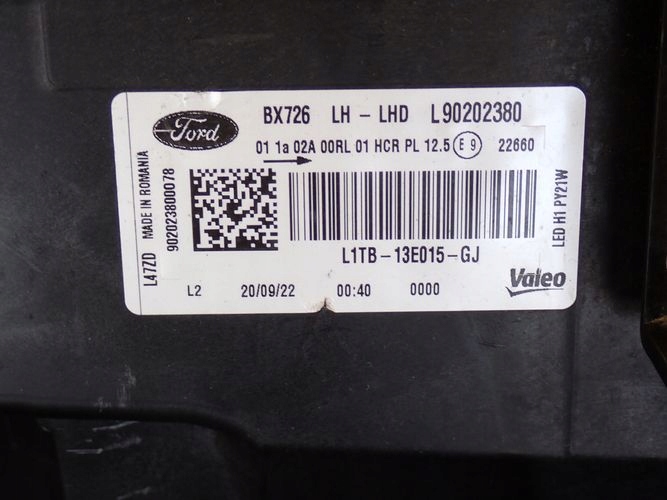 Ford
BX726 LH - LHD L90202380
01 1a 02A 00RL 01 HCR PL 12.5 E9 22660
L1TB-13E015-GJ
L2 20/09/22 00:40 0000
Valeo
L47ZD MADE IN ROMANIA
902023800078
LED H1 PY21W